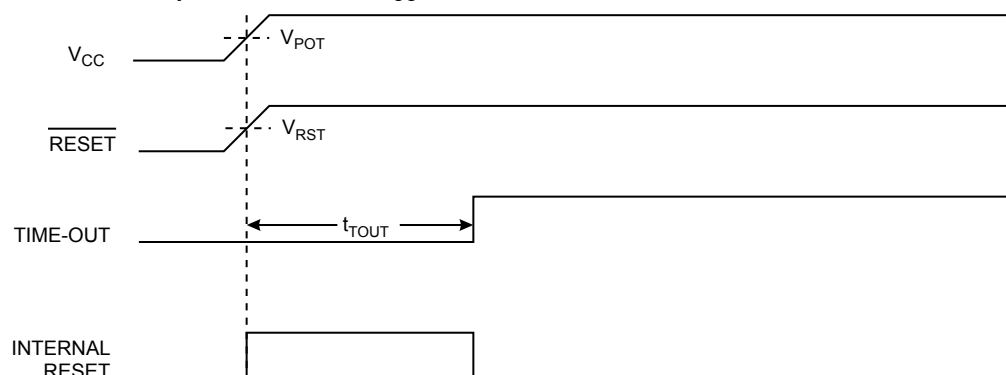 V_POT
V_CC
V_RST
RESET
t_TOUT
TIME-OUT
INTERNAL
RESET